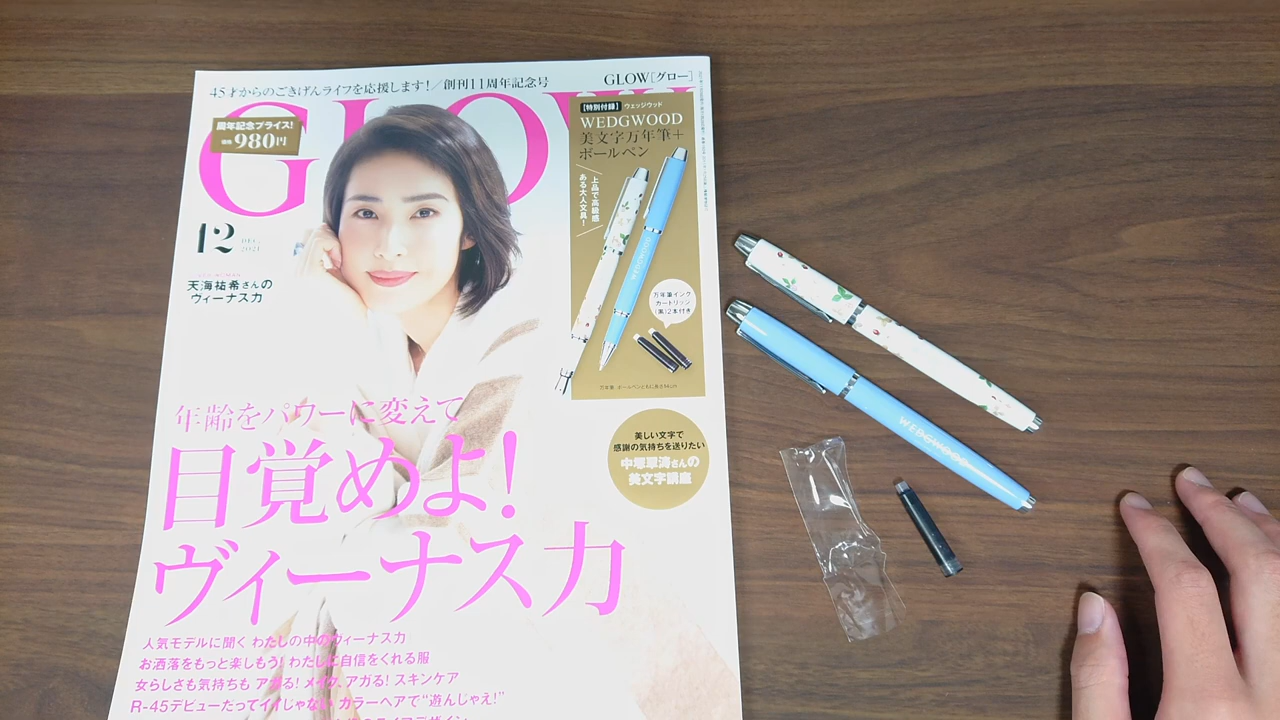 45才からのごきげんライフを応援します!／創刊11周年記念号
GLOW[グロー]
GLOW
周年記念プライス!
価格980円
12
DEC.
2021
天海祐希さんの
ヴィーナス力
【特別付録】ウェッジウッド
WEDGWOOD
美文字万年筆＋
ボールペン
上品で高級感
ある大人文具!
万年筆インク
カートリッジ
(黒)2本付き
美しい文字で
感謝の気持ちを送りたい
中塚翠涛さんの
美文字講座
年齢をパワーに変えて
目覚めよ!
ヴィーナス力
人気モデルに聞く わたしの中のヴィーナス力
お洒落をもっと楽しもう! わたしに自信をくれる服
女らしさも気持ちも アガる! メイク、アガる! スキンケア
R-45デビューたってイイじゃない カラーヘアで“遊んじゃえ!”
WEDGWOOD